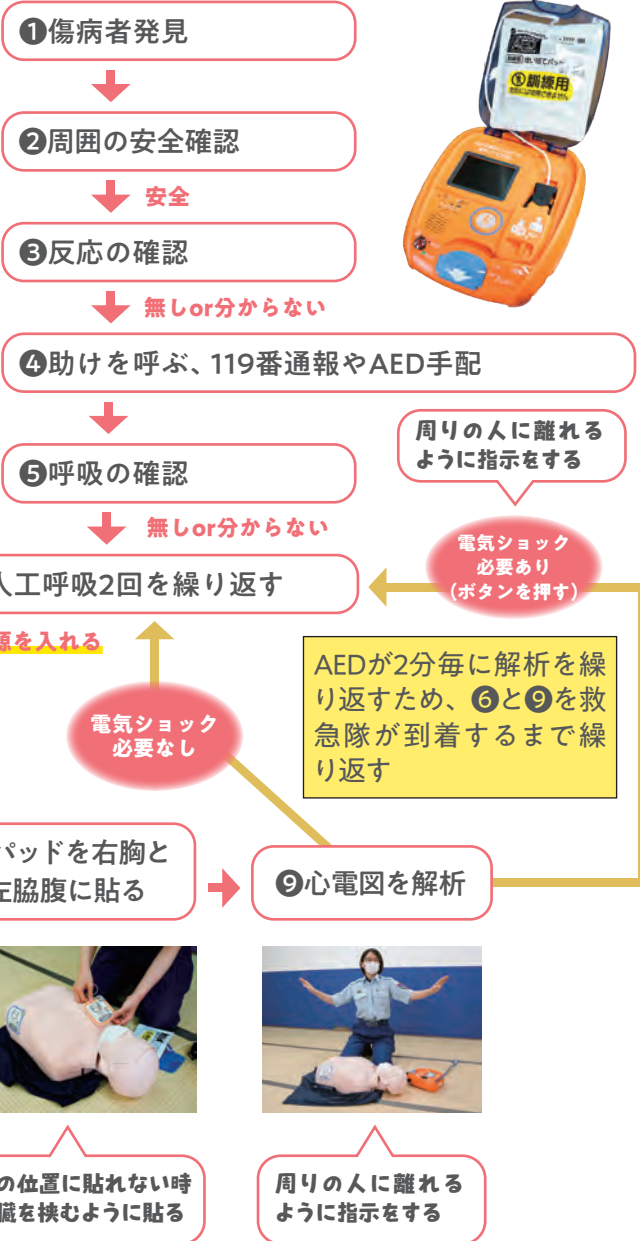 ❶傷病者発見
訓練用
❷周囲の安全確認
安全
❸反応の確認
無しor分からない
❹助けを呼ぶ、119番通報やAED手配
周りの人に離れる
ように指示をする
❺呼吸の確認
無しor分からない
電気ショック
必要あり
(ボタンを押す)
人工呼吸2回を繰り返す
源を入れる
AEDが2分毎に解析を繰
り返すため、❻と❾を救
急隊が到着するまで繰
り返す
電気ショック
必要なし
パッドを右胸と
左脇腹に貼る
❾心電図を解析
の位置に貼れない時
臓を挟むように貼る
周りの人に離れる
ように指示をする